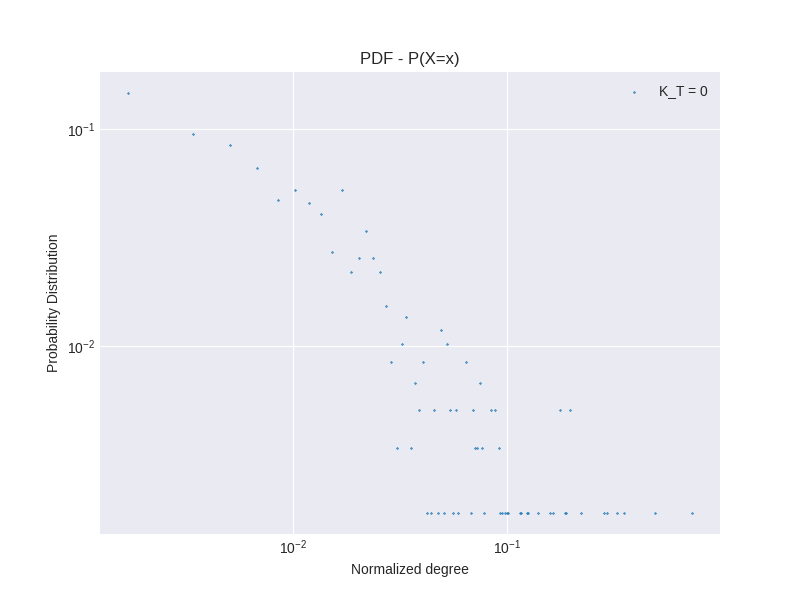 PDF - P(X=x)
K_T = 0
10⁻¹
10⁻²
Probability Distribution
10⁻² 10⁻¹
Normalized degree